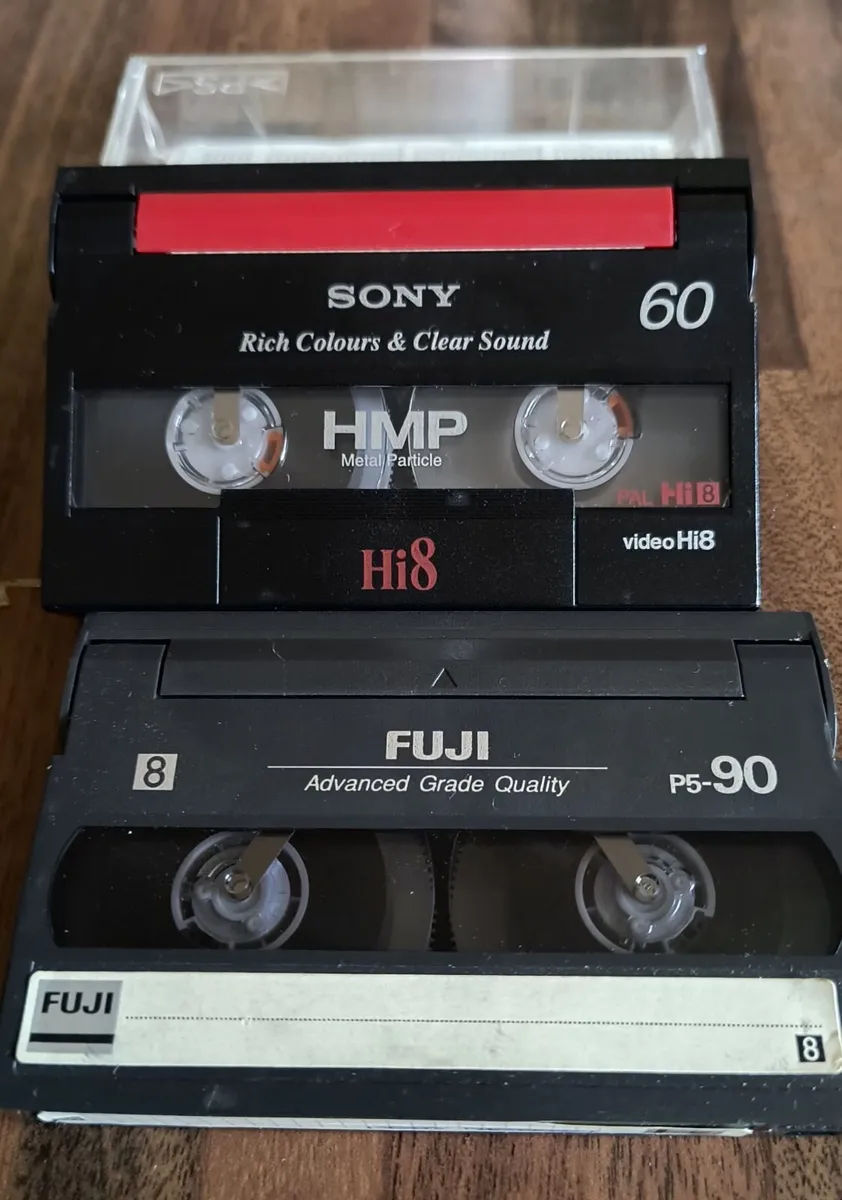 SONY
60
Rich Colours & Clear Sound
HMP
Metal Particle
PAL Hi8
video Hi8
Hi8
FUJI
8
Advanced Grade Quality
P5-90
FUJI
8